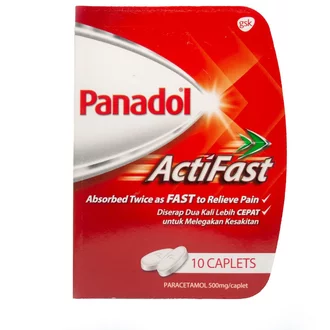 gsk
Panadol
ActiFast
Absorbed Twice as FAST to Relieve Pain ✓
Diserap Dua Kali Lebih CEPAT ✓
untuk Melegakan Kesakitan
10 CAPLETS
PARACETAMOL 500mg/caplet